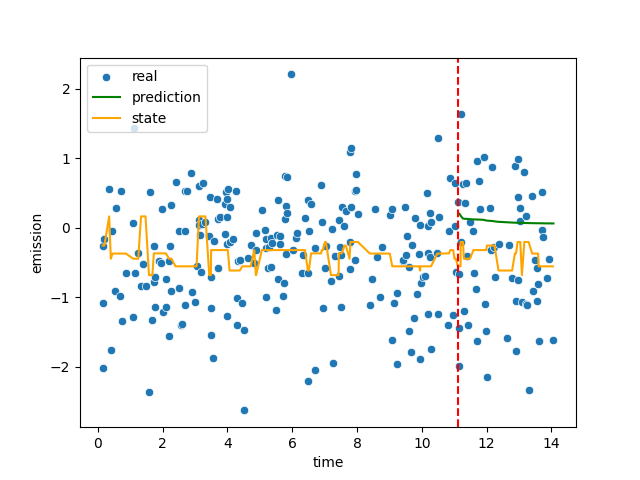 real
prediction
state
2
1
0
−1
−2
emission
0 2 4 6 8 10 12 14
time